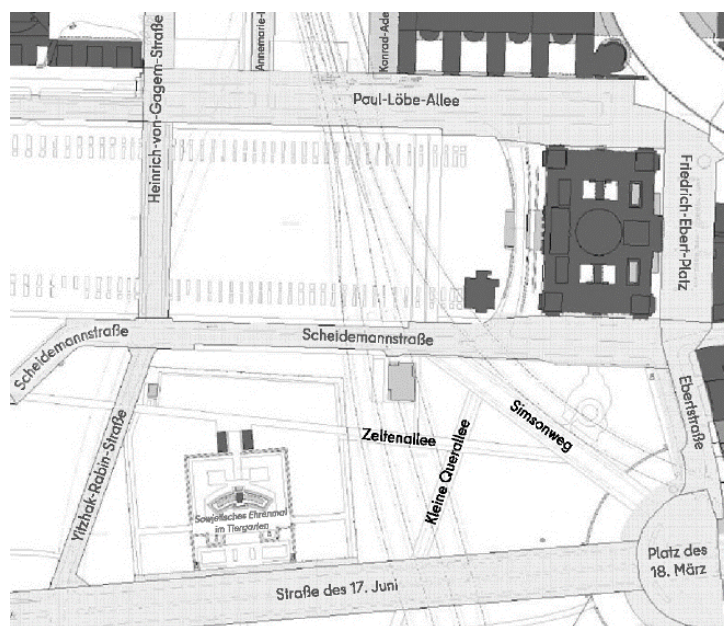 Annemarie-
Konrad-Ade
Paul-Löbe-Allee
Heinrich-von-Gagern-Straße
Friedrich-Ebert-Platz
Scheidemannstraße
Scheidemannstraße
Ebertstraße
Simsonweg
Zeltenallee
Kleine Querallee
Yitzhak-Rabin-Straße
Sowjetisches Ehrenmal
im Tiergarten
Platz des
18. März
Straße des 17. Juni